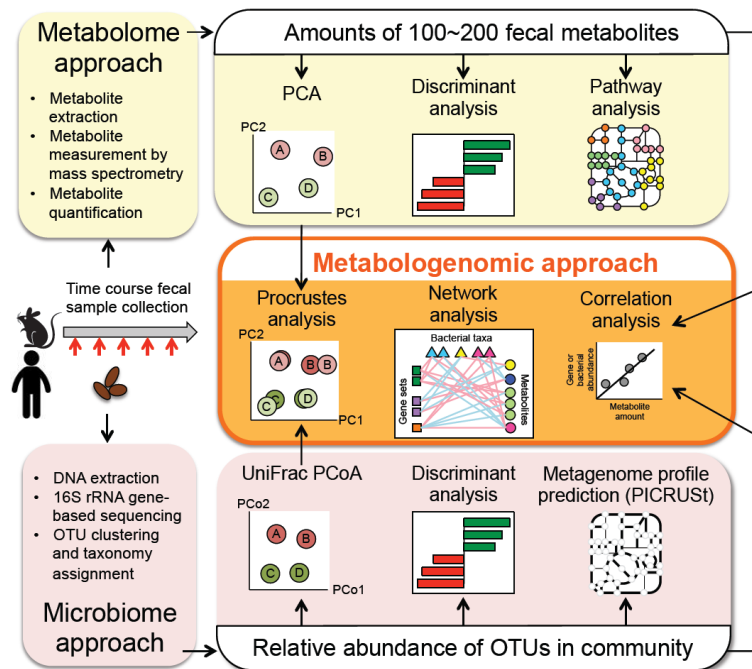 Metabolome
approach
• Metabolite
extraction
• Metabolite
measurement by
mass spectrometry
• Metabolite
quantification
Amounts of 100~200 fecal metabolites
PCA
PC2
A
B
C
D
PC1
Discriminant
analysis
Pathway
analysis
Time course fecal
sample collection
Metabologenomic approach
Procrustes
analysis
PC2
A
B
B
C
D
PC1
Network
analysis
Bacterial taxa
Gene sets
Metabolites
Correlation
analysis
Gene or
bacterial
abundance
Metabolite
amount
• DNA extraction
• 16S rRNA gene-
based sequencing
• OTU clustering
and taxonomy
assignment
Microbiome
approach
UniFrac PCoA
PCo2
A
B
C
D
PCo1
Discriminant
analysis
Metagenome profile
prediction (PICRUSt)
Relative abundance of OTUs in community